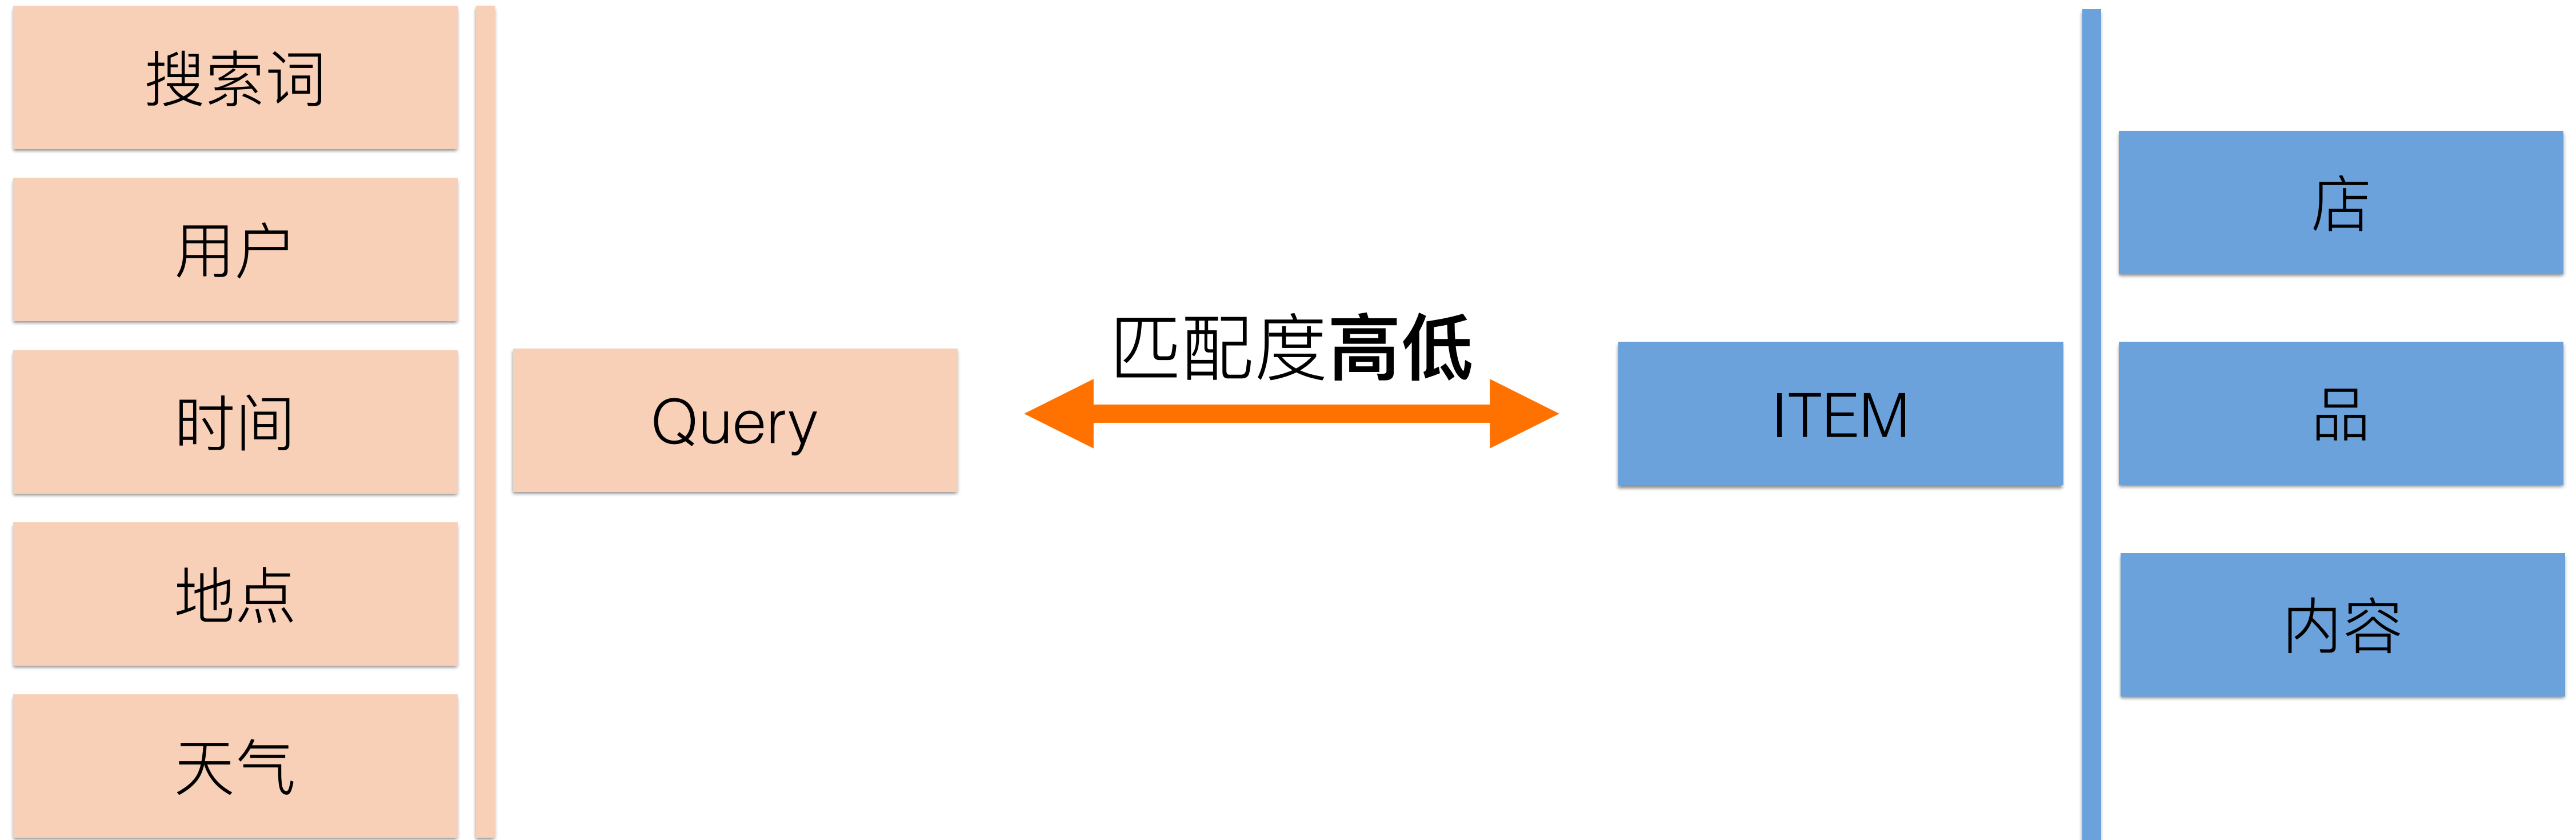 搜索词
用户
时间
地点
天气
Query
匹配度高低
ITEM
店
品
内容